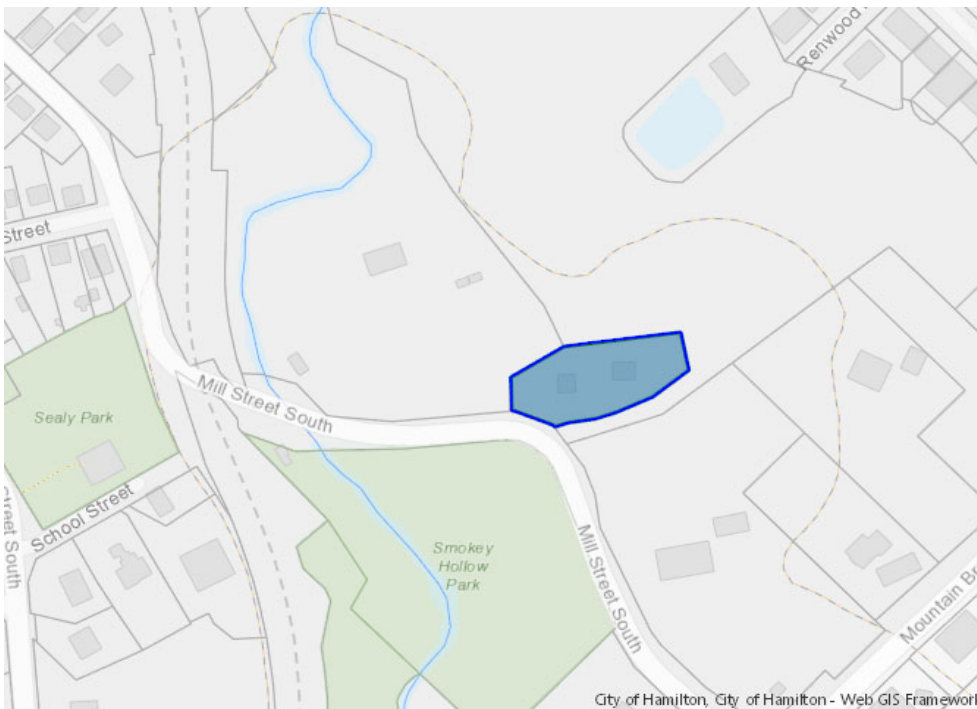 Renwood
Street
Mill Street South
Sealy Park
School Street
Street South
Smokey
Hollow
Park
Mill Street South
Mountain Br
City of Hamilton, City of Hamilton - Web GIS Framework